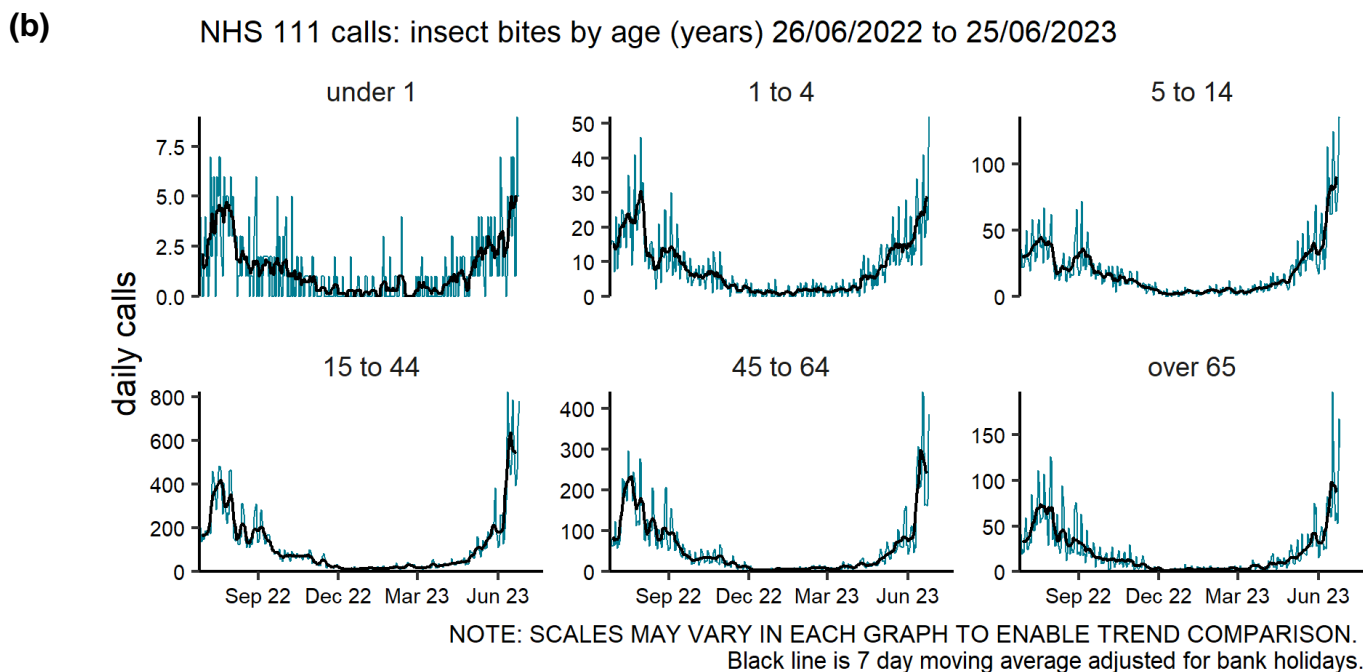 (b)
NHS 111 calls: insect bites by age (years) 26/06/2022 to 25/06/2023
under 1
1 to 4
5 to 14
7.5
5.0
2.5
0.0
50
40
30
20
10
0
100
50
0
daily calls
15 to 44
45 to 64
over 65
800
600
400
200
0
400
300
200
100
0
150
100
50
0
Sep 22 Dec 22 Mar 23 Jun 23
Sep 22 Dec 22 Mar 23 Jun 23
Sep 22 Dec 22 Mar 23 Jun 23
NOTE: SCALES MAY VARY IN EACH GRAPH TO ENABLE TREND COMPARISON.
Black line is 7 day moving average adjusted for bank holidays.